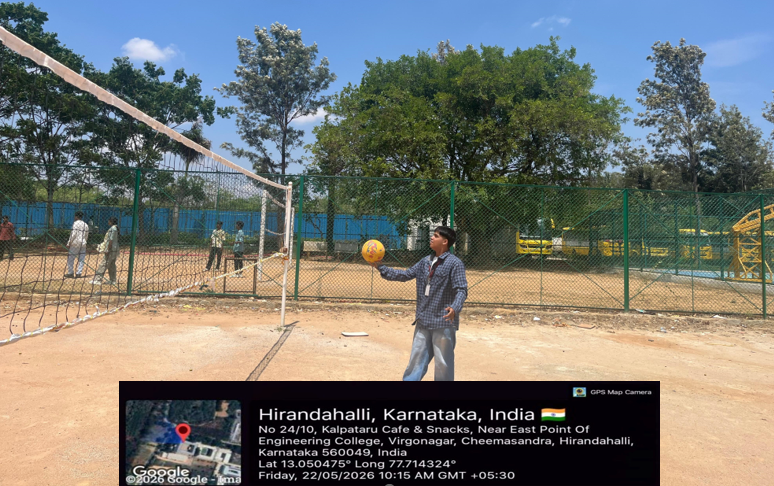 GPS Map Camera
Hirandahalli, Karnataka, India 🇮🇳
No 24/10, Kalpataru Cafe & Snacks, Near East Point Of
Engineering College, Virgonagar, Cheemasandra, Hirandahalli,
Karnataka 560049, India
Lat 13.050475° Long 77.714324°
Friday, 22/05/2026 10:15 AM GMT +05:30
Google
©2026 Google